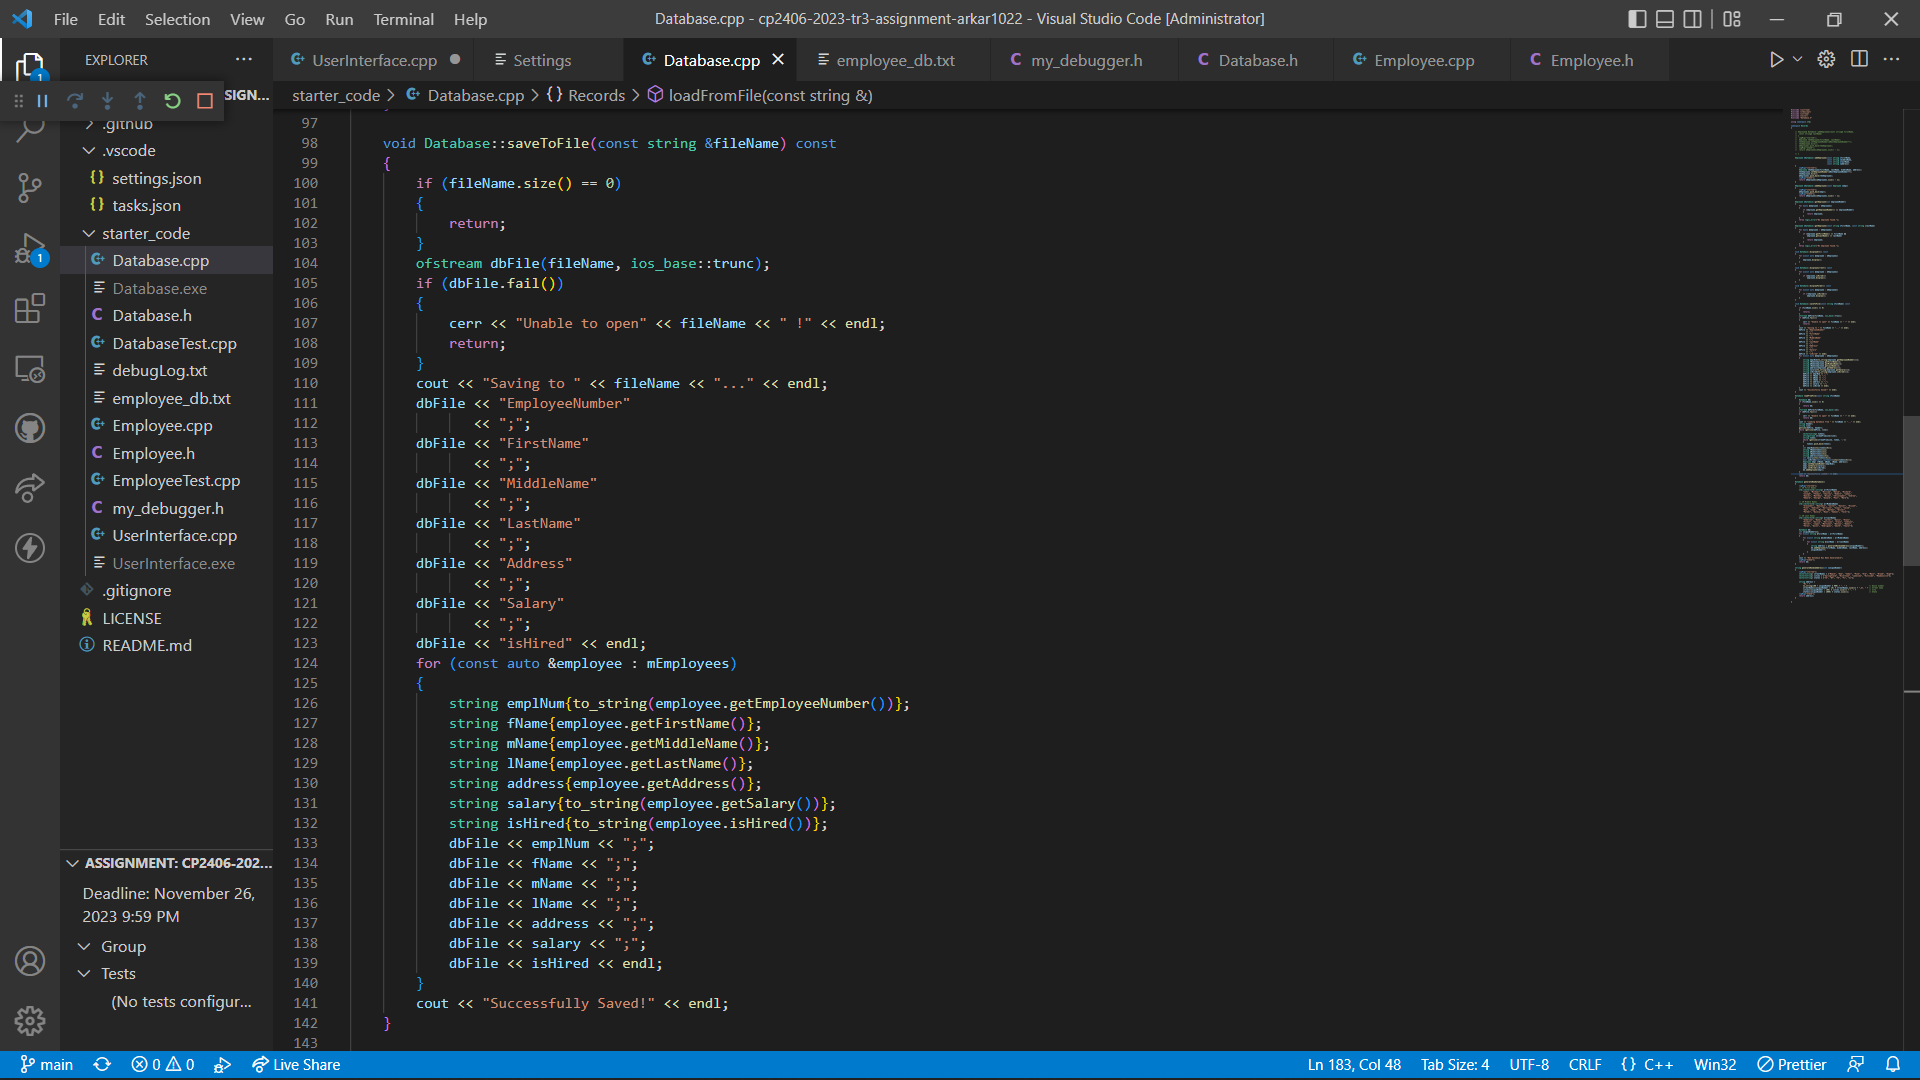 File Edit Selection View Go Run Terminal Help
Database.cpp - cp2406-2023-tr3-assignment-arkar1022 - Visual Studio Code [Administrator]
EXPLORER
UserInterface.cpp
Settings
Database.cpp
employee_db.txt
my_debugger.h
Database.h
Employee.cpp
Employee.h
SIGN...
starter_code > Database.cpp > {} Records > loadFromFile(const string &)
1
.github
.vscode
{} settings.json
{} tasks.json
starter_code
1
Database.cpp
Database.exe
Database.h
DatabaseTest.cpp
debugLog.txt
employee_db.txt
Employee.cpp
Employee.h
EmployeeTest.cpp
my_debugger.h
UserInterface.cpp
UserInterface.exe
.gitignore
LICENSE
README.md
ASSIGNMENT: CP2406-202...
Deadline: November 26,
2023 9:59 PM
Group
Tests
(No tests configur...
97
98 void Database::saveToFile(const string &fileName) const
99 {
100 if (fileName.size() == 0)
101 {
102 return;
103 }
104 ofstream dbFile(fileName, ios_base::trunc);
105 if (dbFile.fail())
106 {
107 cerr << "Unable to open" << fileName << " !" << endl;
108 return;
109 }
110 cout << "Saving to " << fileName << "..." << endl;
111 dbFile << "EmployeeNumber"
112 << ";";
113 dbFile << "FirstName"
114 << ";";
115 dbFile << "MiddleName"
116 << ";";
117 dbFile << "LastName"
118 << ";";
119 dbFile << "Address"
120 << ";";
121 dbFile << "Salary"
122 << ";";
123 dbFile << "isHired" << endl;
124 for (const auto &employee : mEmployees)
125 {
126 string emplNum{to_string(employee.getEmployeeNumber())};
127 string fName{employee.getFirstName()};
128 string mName{employee.getMiddleName()};
129 string lName{employee.getLastName()};
130 string address{employee.getAddress()};
131 string salary{to_string(employee.getSalary())};
132 string isHired{to_string(employee.isHired())};
133 dbFile << emplNum << ";";
134 dbFile << fName << ";";
135 dbFile << mName << ";";
136 dbFile << lName << ";";
137 dbFile << address << ";";
138 dbFile << salary << ";";
139 dbFile << isHired << endl;
140 }
141 cout << "Successfully Saved!" << endl;
142 }
143
main 0 0 Live Share Ln 183, Col 48 Tab Size: 4 UTF-8 CRLF {} C++ Win32 Prettier